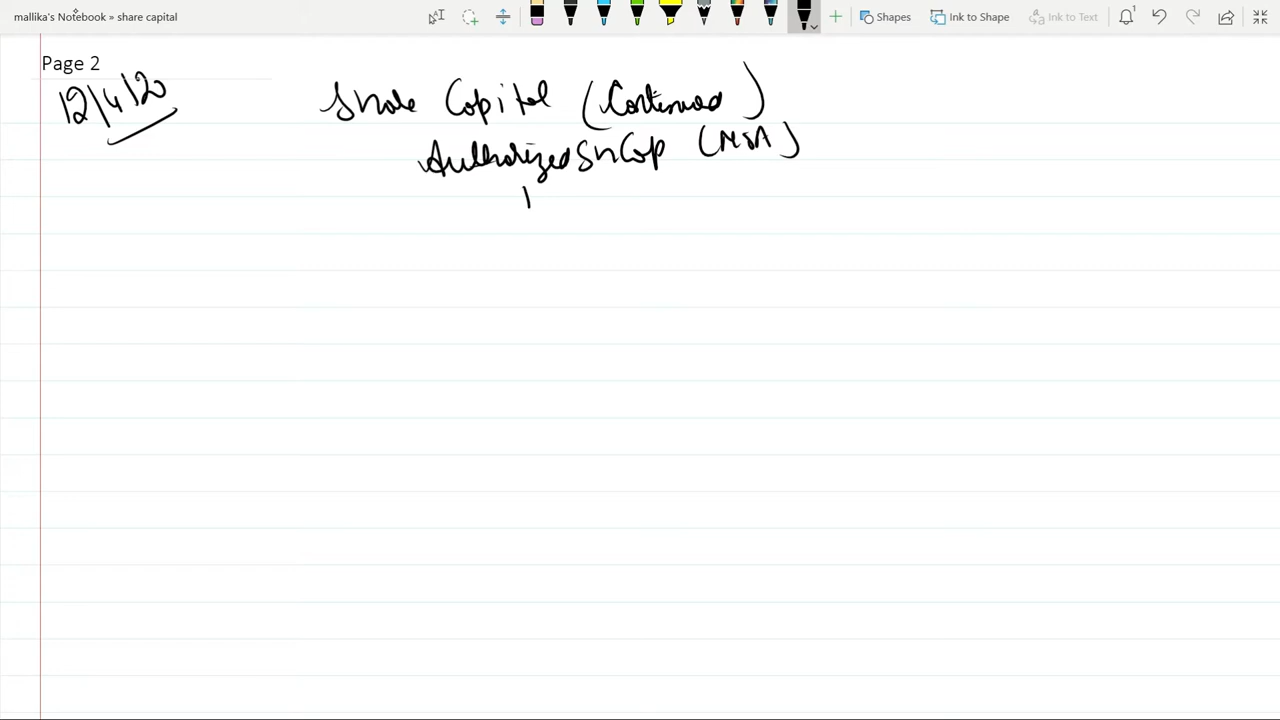 mallika's Notebook » share capital
Shapes
Ink to Shape
Ink to Text
Page 2
12/4/20
Share Capital (Continued)
Authorized Sh Cap (MOA)